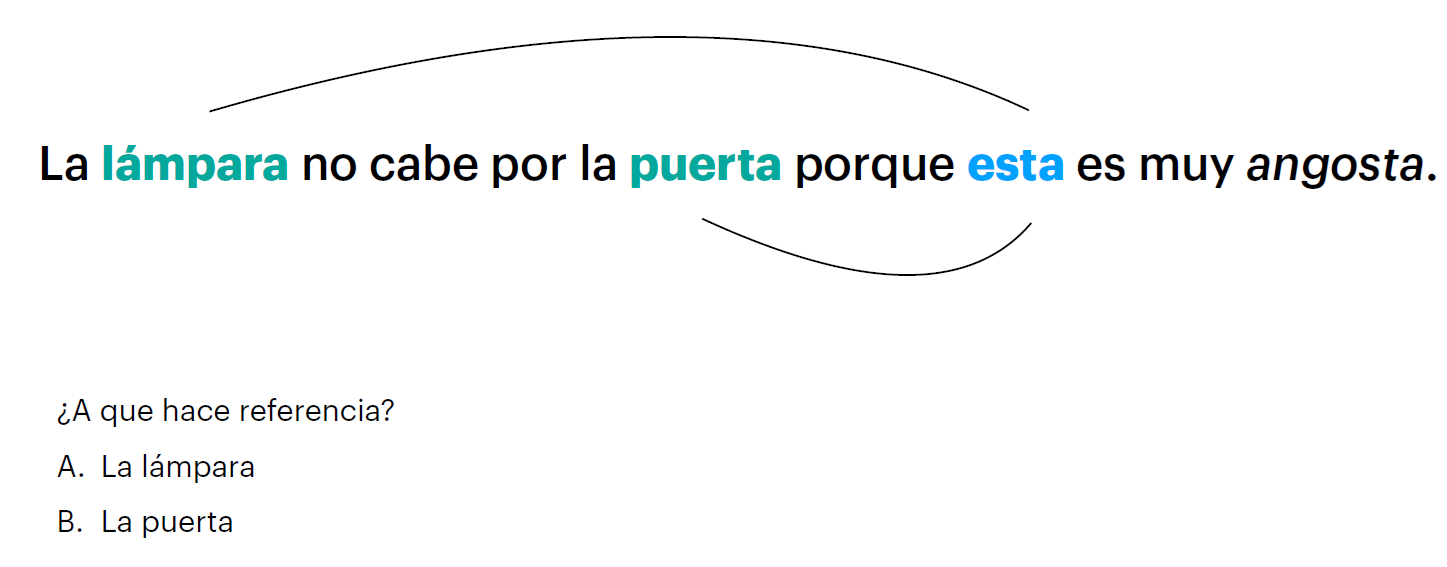 La lámpara no cabe por la puerta porque esta es muy angosta.
¿A que hace referencia?
A. La lámpara
B. La puerta